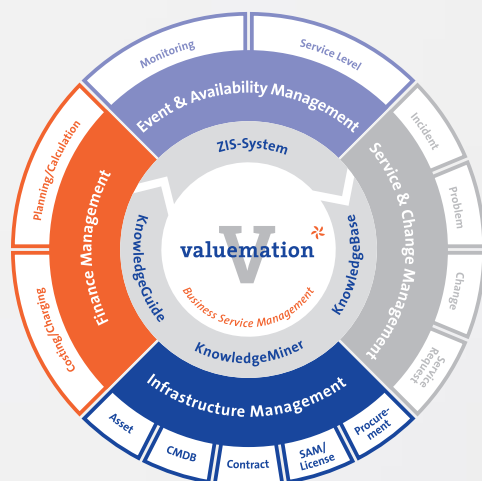 Monitoring
Service Level
Event & Availability Management
Planning/Calculation
Costing/Charging
Finance Management
Incident
Problem
Change
Service
Request
Service & Change Management
ZIS-System
KnowledgeGuide
KnowledgeBase
KnowledgeMiner
V
valuemation
Business Service Management
Infrastructure Management
Asset
CMDB
Contract
SAM/
License
Procure-
ment